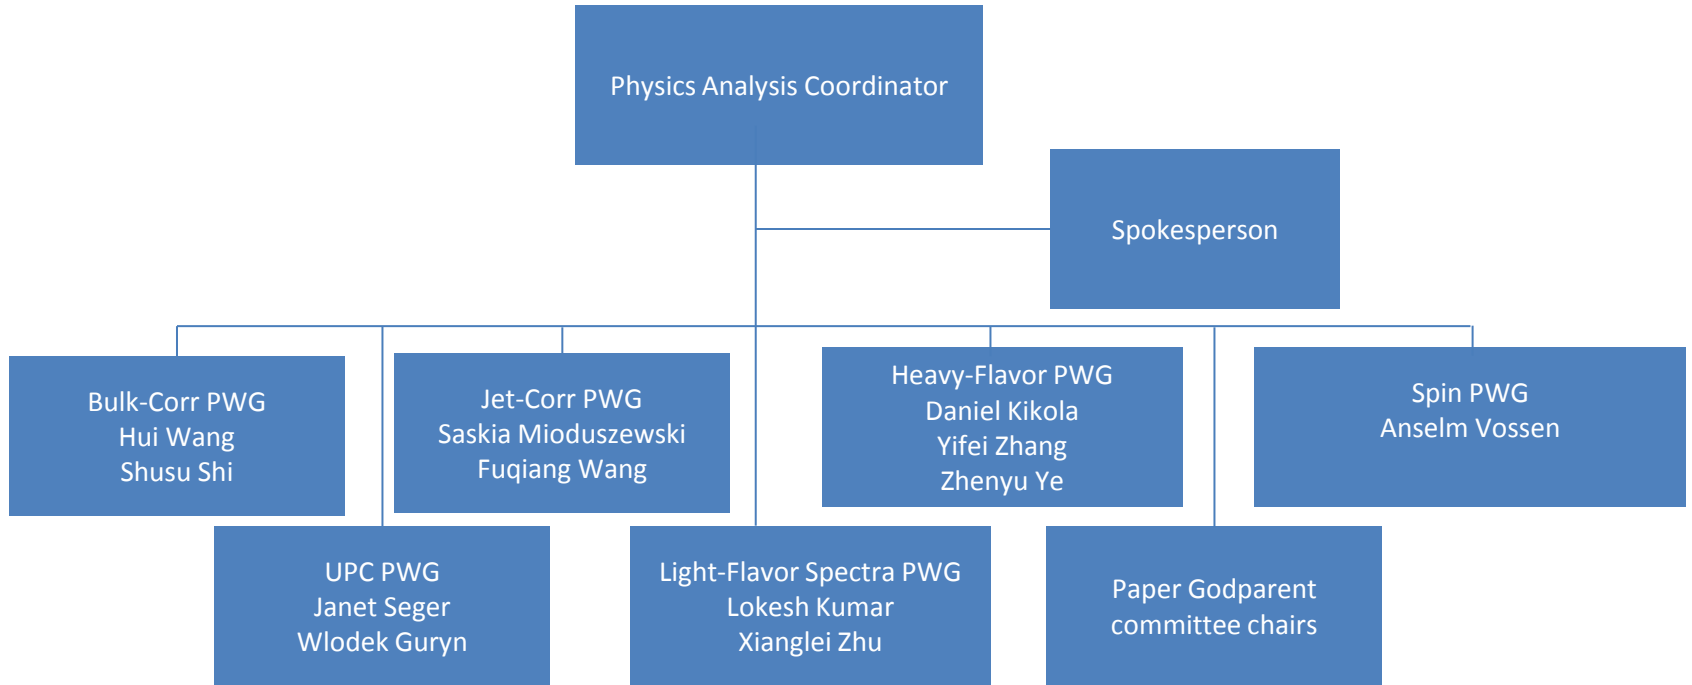 Physics Analysis Coordinator
Spokesperson
Bulk-Corr PWG
Hui Wang
Shusu Shi
Jet-Corr PWG
Saskia Mioduszewski
Fuqiang Wang
Heavy-Flavor PWG
Daniel Kikola
Yifei Zhang
Zhenyu Ye
Spin PWG
Anselm Vossen
UPC PWG
Janet Seger
Wlodek Guryn
Light-Flavor Spectra PWG
Lokesh Kumar
Xianglei Zhu
Paper Godparent
committee chairs